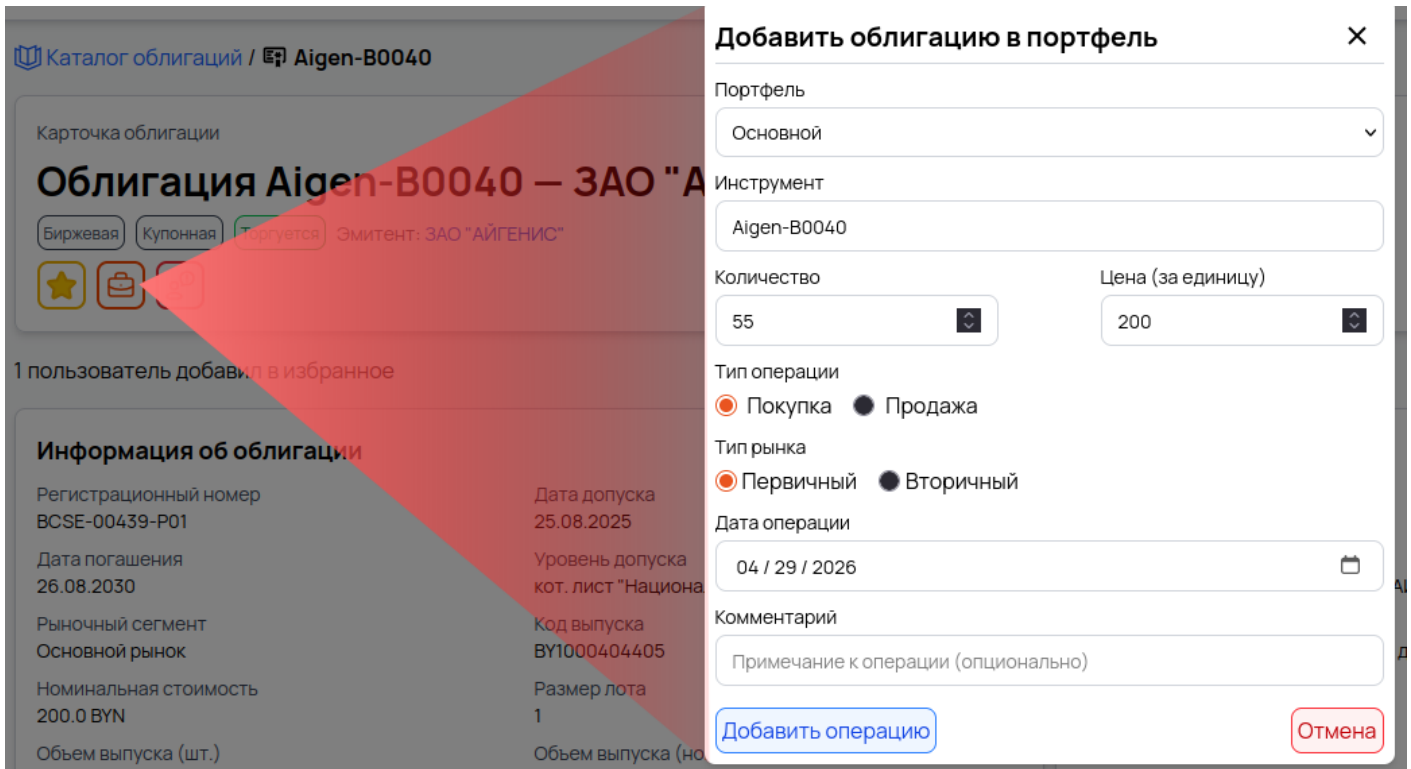 Каталог облигаций / Aigen-B0040
Карточка облигации
Облигация Aigen-B0040 — ЗАО "А
Биржевая Купонная Торгуется Эмитент: ЗАО "АЙГЕНИС"
1 пользователь добавил в избранное
Информация об облигации
Регистрационный номер
BCSE-00439-P01
Дата допуска
25.08.2025
Дата погашения
26.08.2030
Уровень допуска
кот. лист "Национа
Рыночный сегмент
Основной рынок
Код выпуска
BY1000404405
Номинальная стоимость
200.0 BYN
Размер лота
1
Объем выпуска (шт.)
Объем выпуска (но
Добавить облигацию в портфель
Портфель
Основной
Инструмент
Aigen-B0040
Количество
55
Цена (за единицу)
200
Тип операции
Покупка Продажа
Тип рынка
Первичный Вторичный
Дата операции
04 / 29 / 2026
Комментарий
Примечание к операции (опционально)
Добавить операцию
Отмена